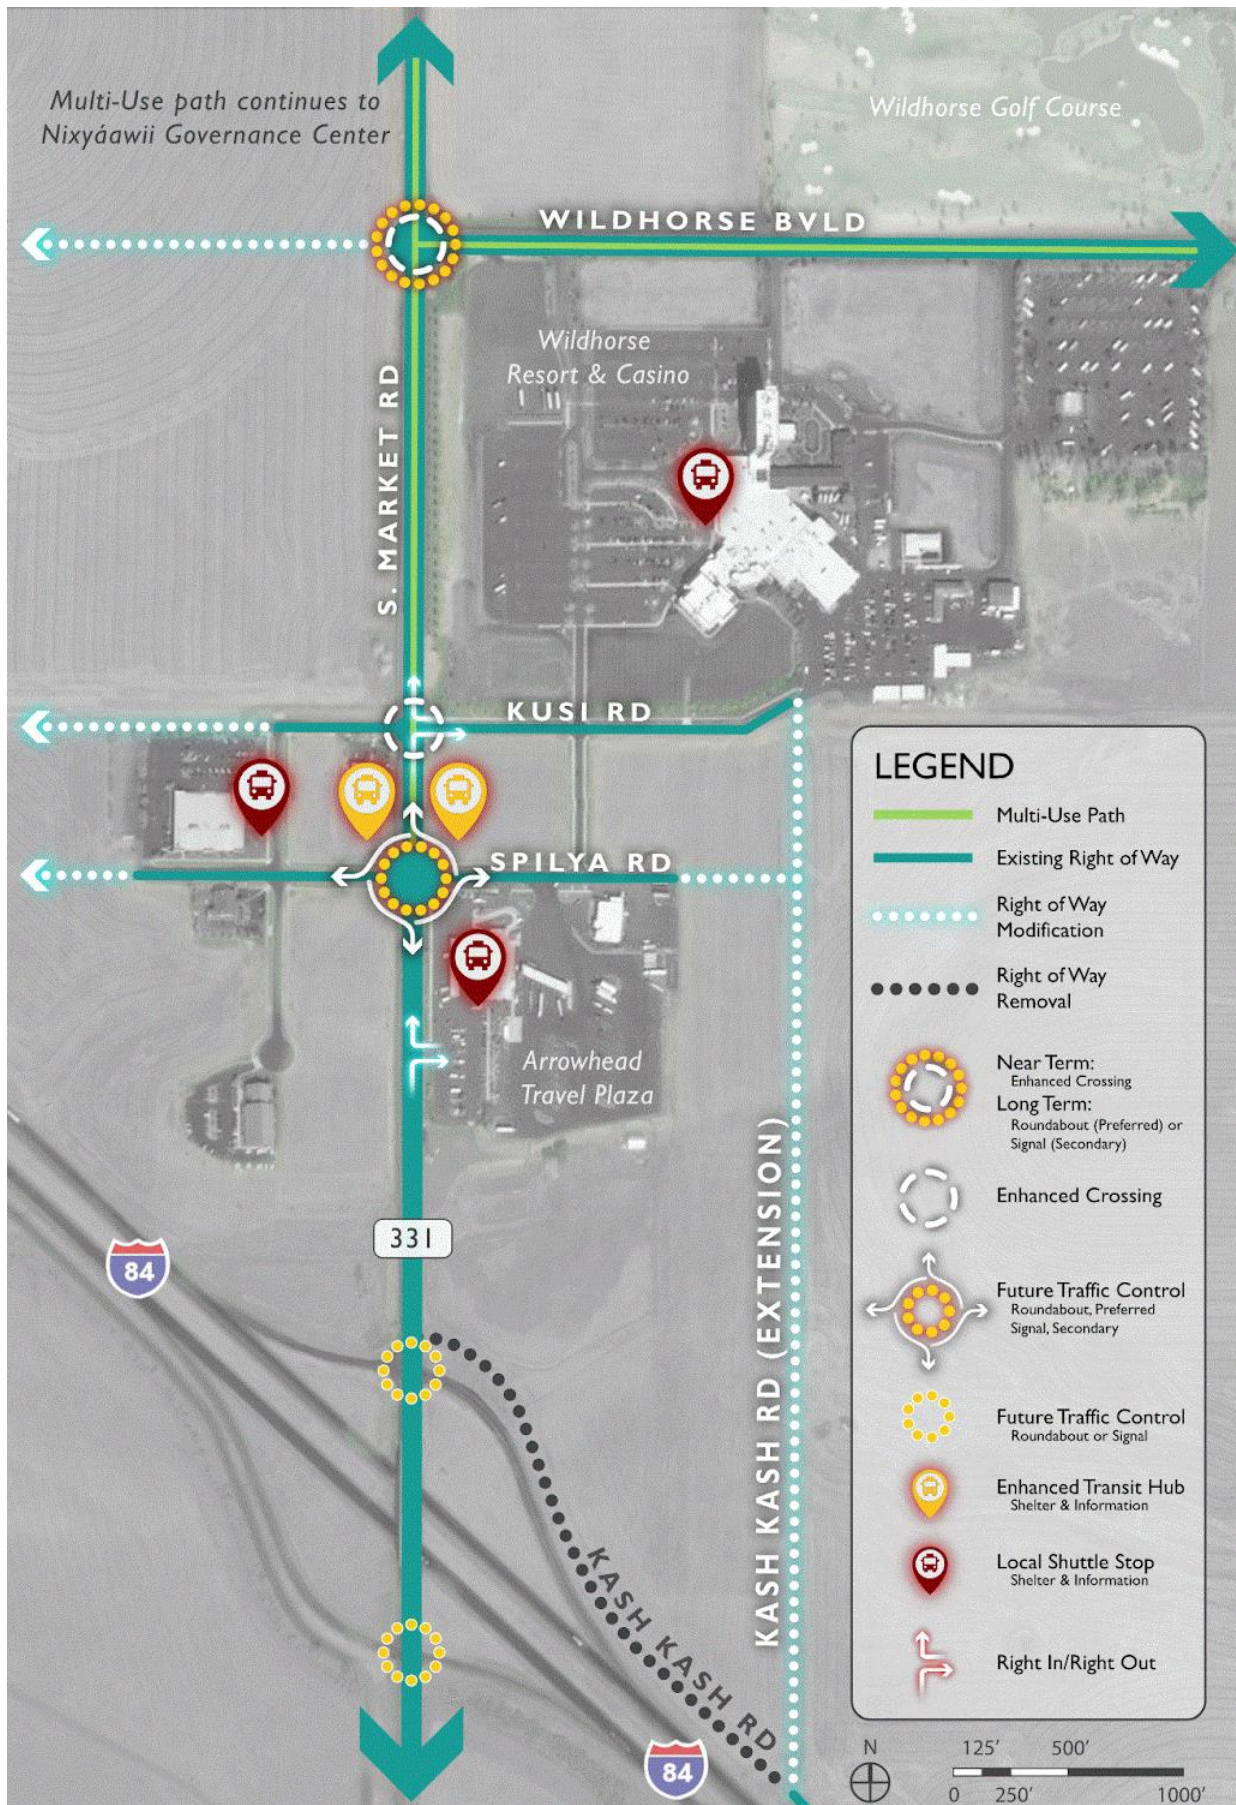 Multi-Use path continues to
Nixyáawii Governance Center
Wildhorse Golf Course
WILDHORSE BVLD
Wildhorse
Resort & Casino
S. MARKET RD
KUSI RD
SPILYA RD
Arrowhead
Travel Plaza
331
84
KASH KASH RD (EXTENSION)
KASH KASH RD
84
LEGEND
Multi-Use Path
Existing Right of Way
Right of Way
Modification
Right of Way
Removal
Near Term:
Enhanced Crossing
Long Term:
Roundabout (Preferred) or
Signal (Secondary)
Enhanced Crossing
Future Traffic Control
Roundabout, Preferred
Signal, Secondary
Future Traffic Control
Roundabout or Signal
Enhanced Transit Hub
Shelter & Information
Local Shuttle Stop
Shelter & Information
Right In/Right Out
N
125' 500'
0 250' 1000'